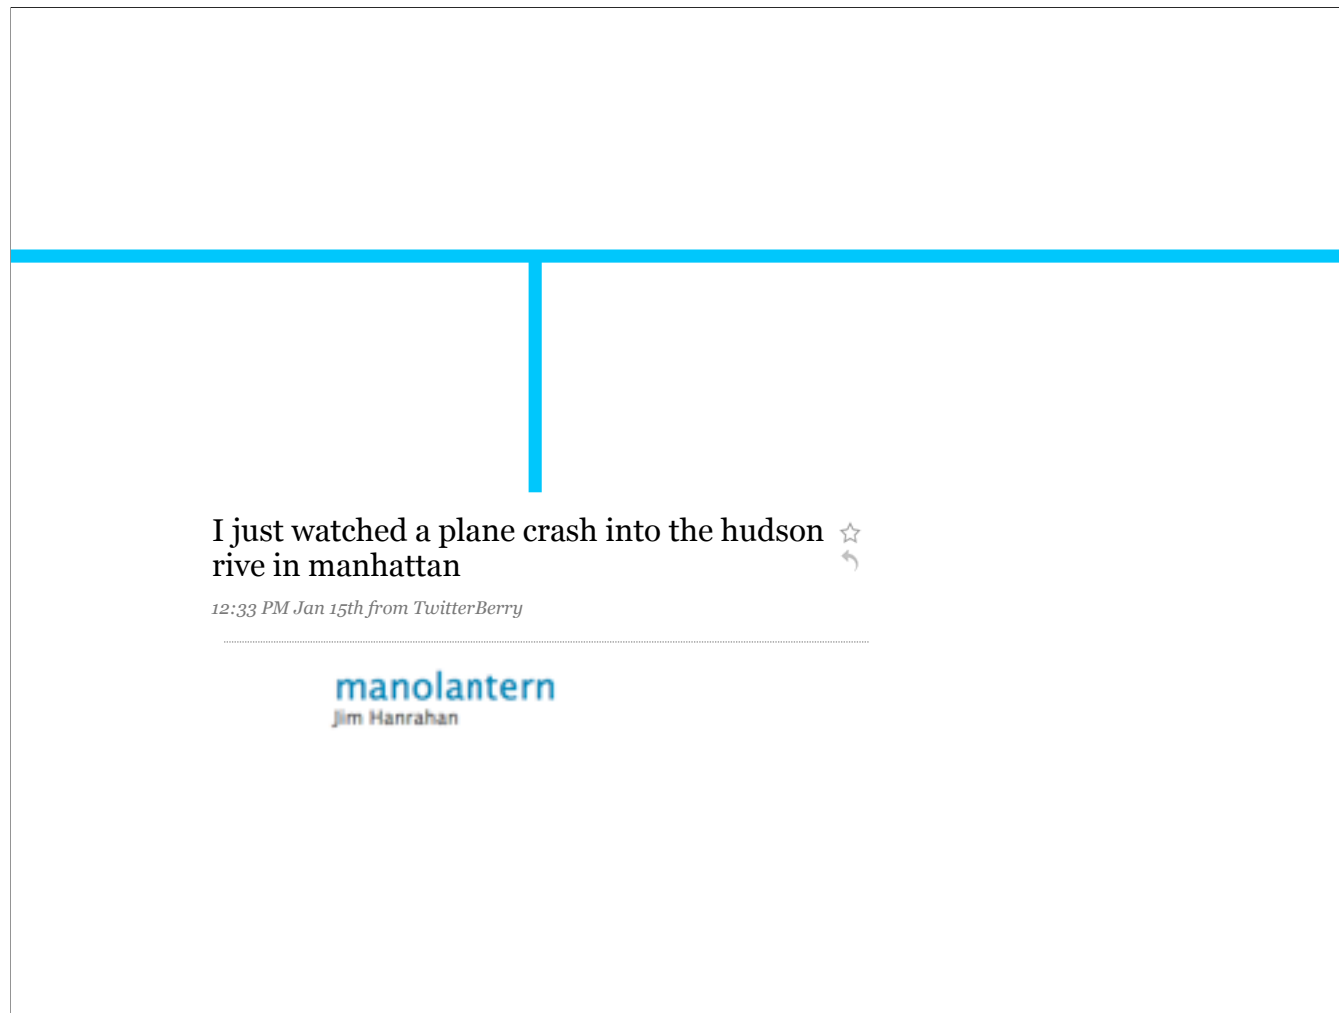 I just watched a plane crash into the hudson
rive in manhattan
12:33 PM Jan 15th from TwitterBerry
manolantern
Jim Hanrahan